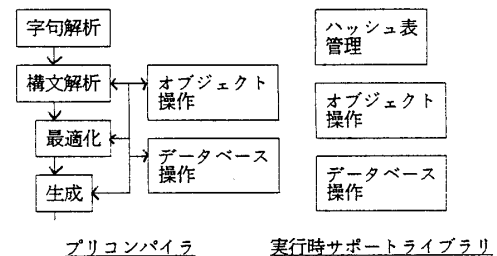 字句解析
構文解析
最適化
生成
オブジェクト
操作
データベース
操作
プリコンパイラ
ハッシュ表
管理
オブジェクト
操作
データベース
操作
実行時サポートライブラリ